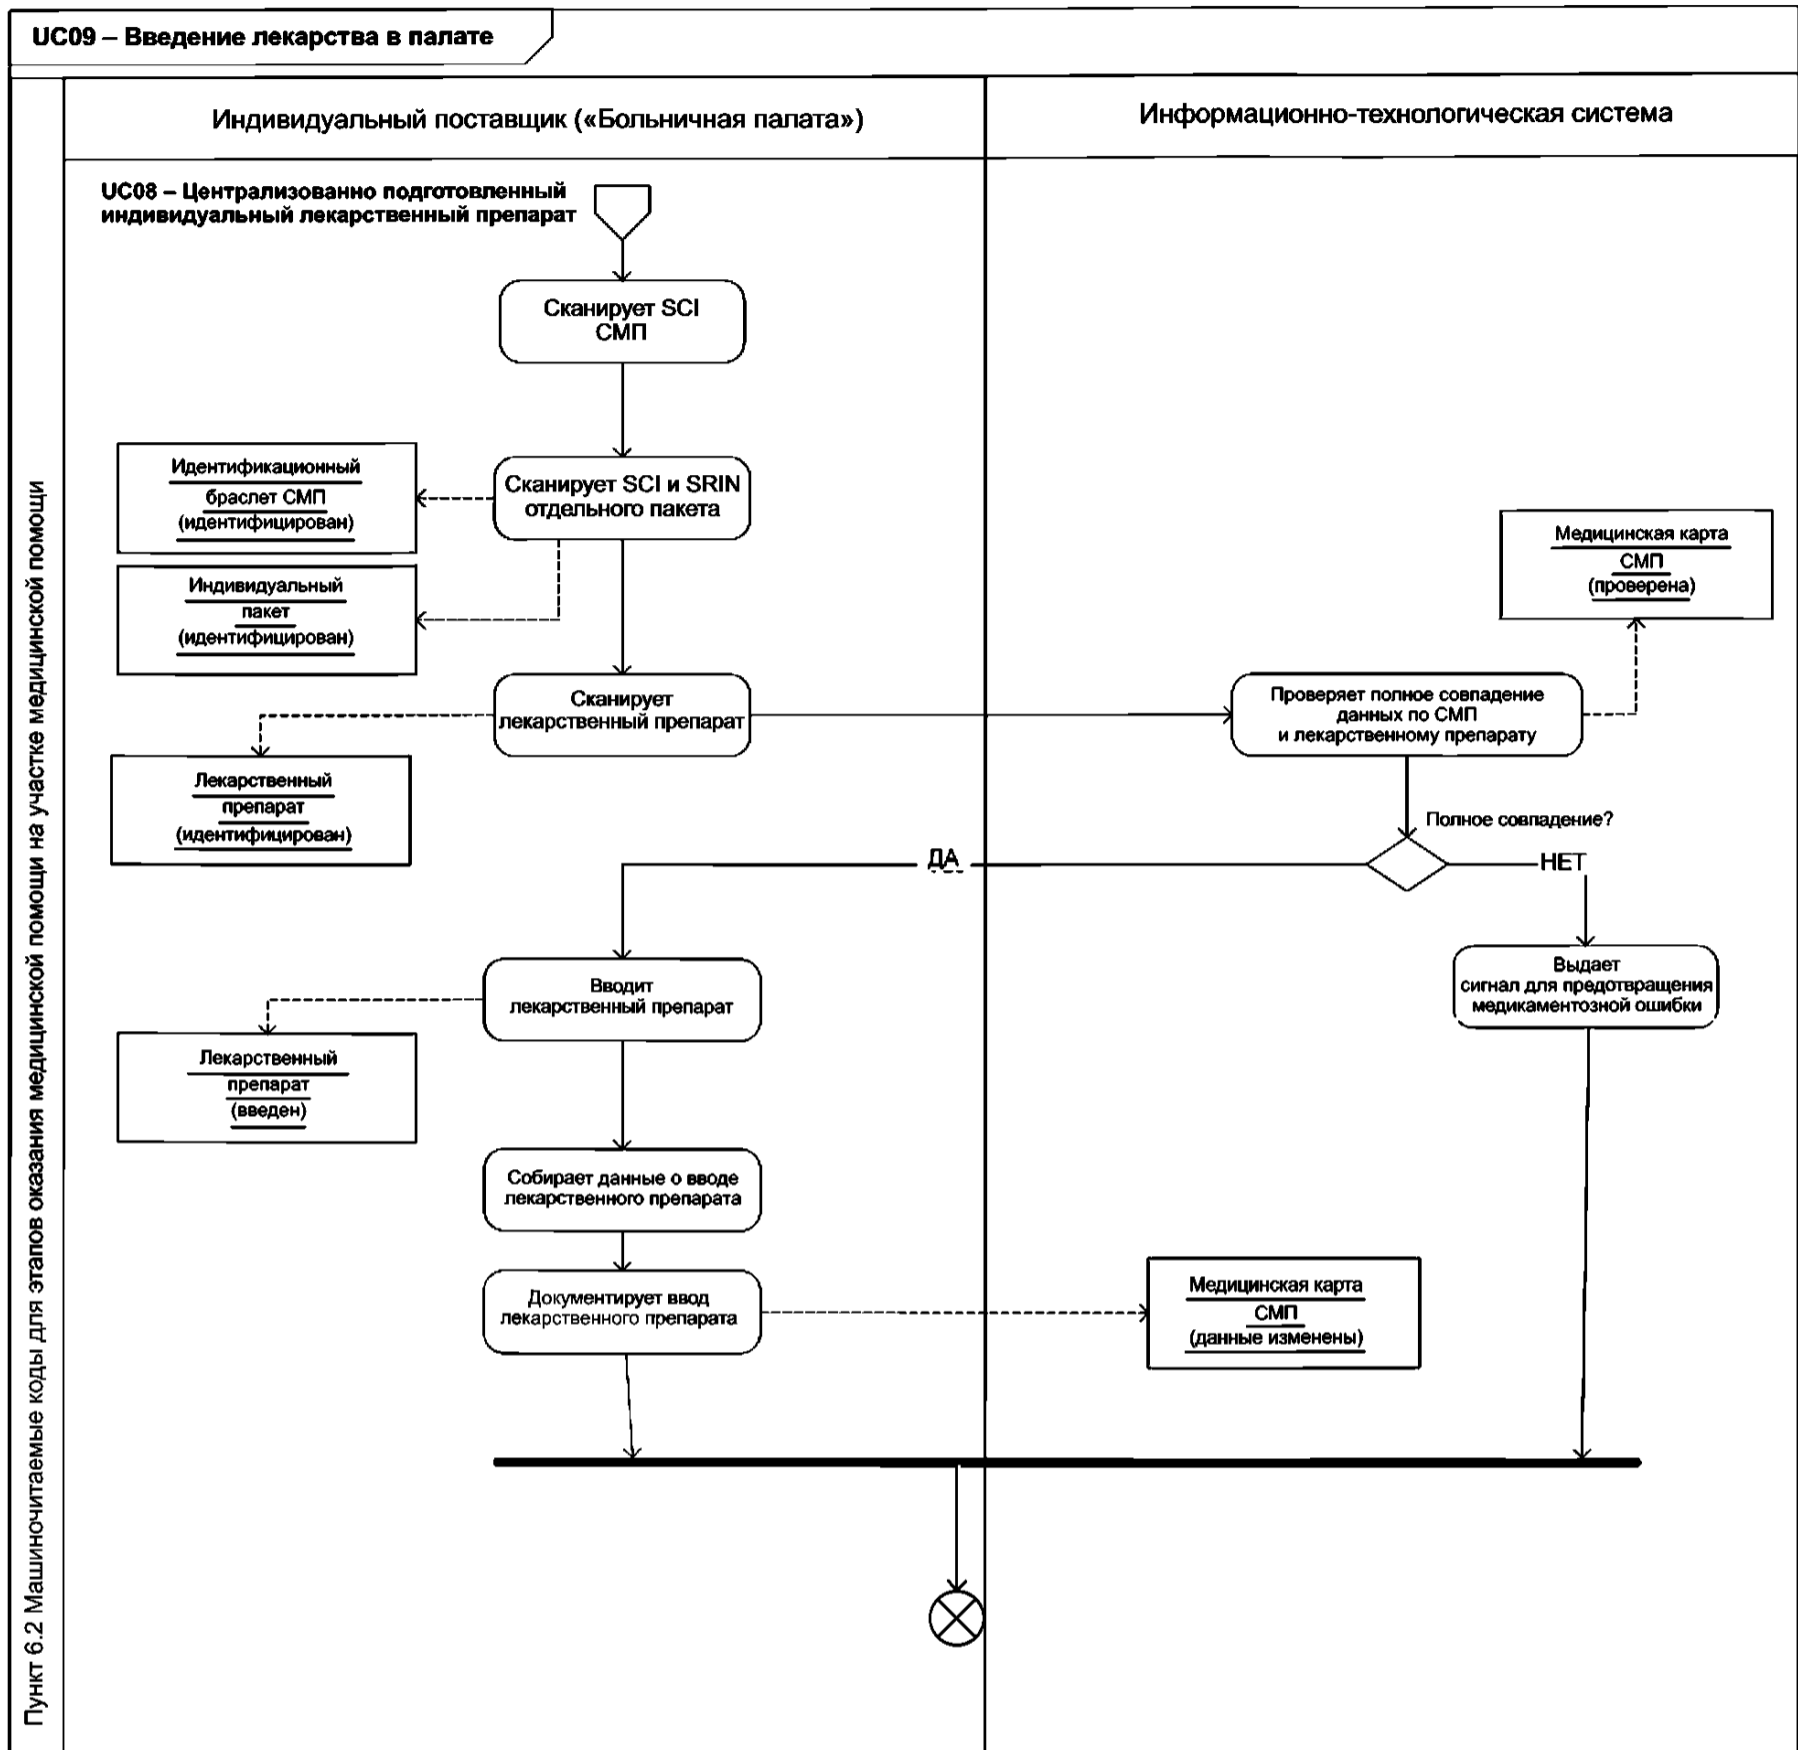 UC09 – Введение лекарства в палате
Индивидуальный поставщик («Больничная палата»)
Информационно-технологическая система
Пункт 6.2 Машиночитаемые коды для этапов оказания медицинской помощи на участке медицинской помощи
UC08 – Централизованно подготовленный
индивидуальный лекарственный препарат
Сканирует SCI
СМП
Идентификационный
браслет СМП
(идентифицирован)
Сканирует SCI и SRIN
отдельного пакета
Индивидуальный
пакет
(идентифицирован)
Медицинская карта
СМП
(проверена)
Сканирует
лекарственный препарат
Проверяет полное совпадение
данных по СМП
и лекарственному препарату
Лекарственный
препарат
(идентифицирован)
Полное совпадение?
ДА
НЕТ
Вводит
лекарственный препарат
Выдает
сигнал для предотвращения
медикаментозной ошибки
Лекарственный
препарат
(введен)
Собирает данные о вводе
лекарственного препарата
Документирует ввод
лекарственного препарата
Медицинская карта
СМП
(данные изменены)